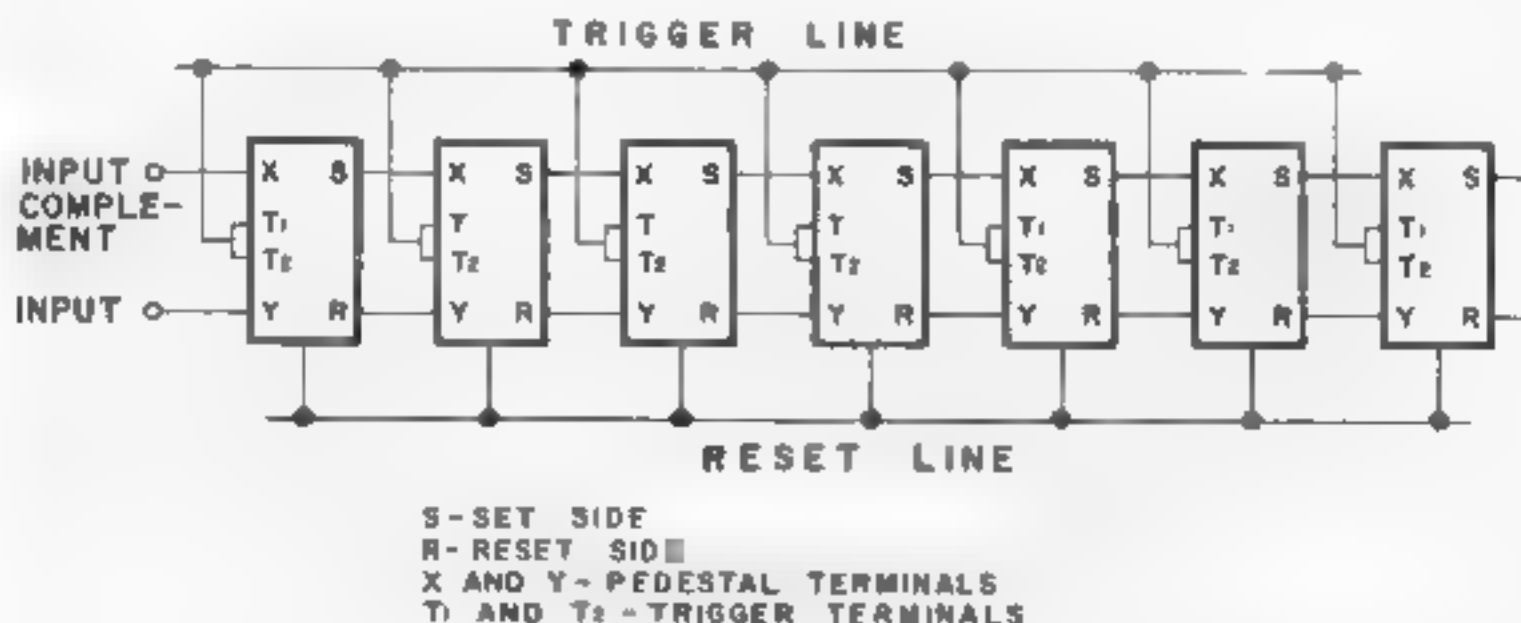 TRIGGER LINE
INPUT
COMPLE-
MENT
INPUT
X S
T1
T2
Y R
X S
T
T2
Y R
X S
T
T2
Y R
X S
T
T2
Y R
X S
T1
T2
Y R
X S
T1
T2
Y R
X S
T1
T2
Y R
RESET LINE
S-SET SIDE
R-RESET SIDE
X AND Y-PEDESTAL TERMINALS
T1 AND T2-TRIGGER TERMINALS